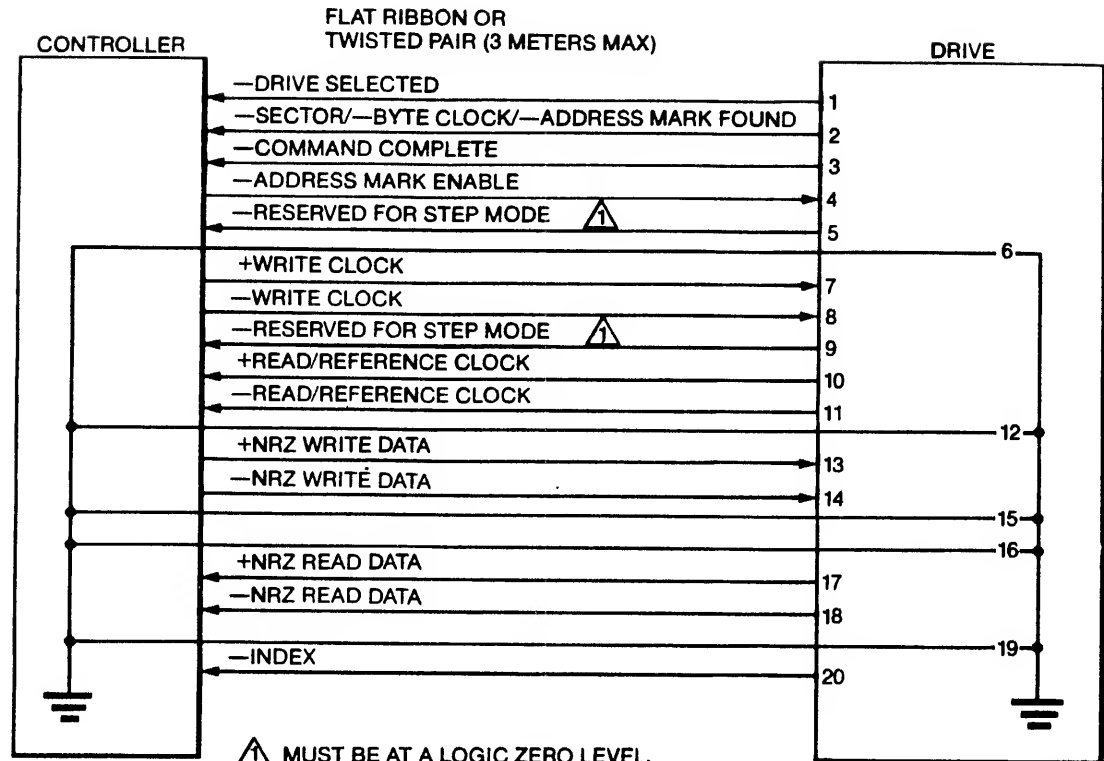 FLAT RIBBON OR
TWISTED PAIR (3 METERS MAX)
CONTROLLER
DRIVE
—DRIVE SELECTED
1
—SECTOR/—BYTE CLOCK/—ADDRESS MARK FOUND
2
—COMMAND COMPLETE
3
—ADDRESS MARK ENABLE
4
—RESERVED FOR STEP MODE 1
5
6
+WRITE CLOCK
7
—WRITE CLOCK
8
—RESERVED FOR STEP MODE 1
9
+READ/REFERENCE CLOCK
10
—READ/REFERENCE CLOCK
11
12
+NRZ WRITE DATA
13
—NRZ WRITE DATA
14
15
16
+NRZ READ DATA
17
—NRZ READ DATA
18
19
—INDEX
20
1 MUST BE AT A LOGIC ZERO LEVEL.